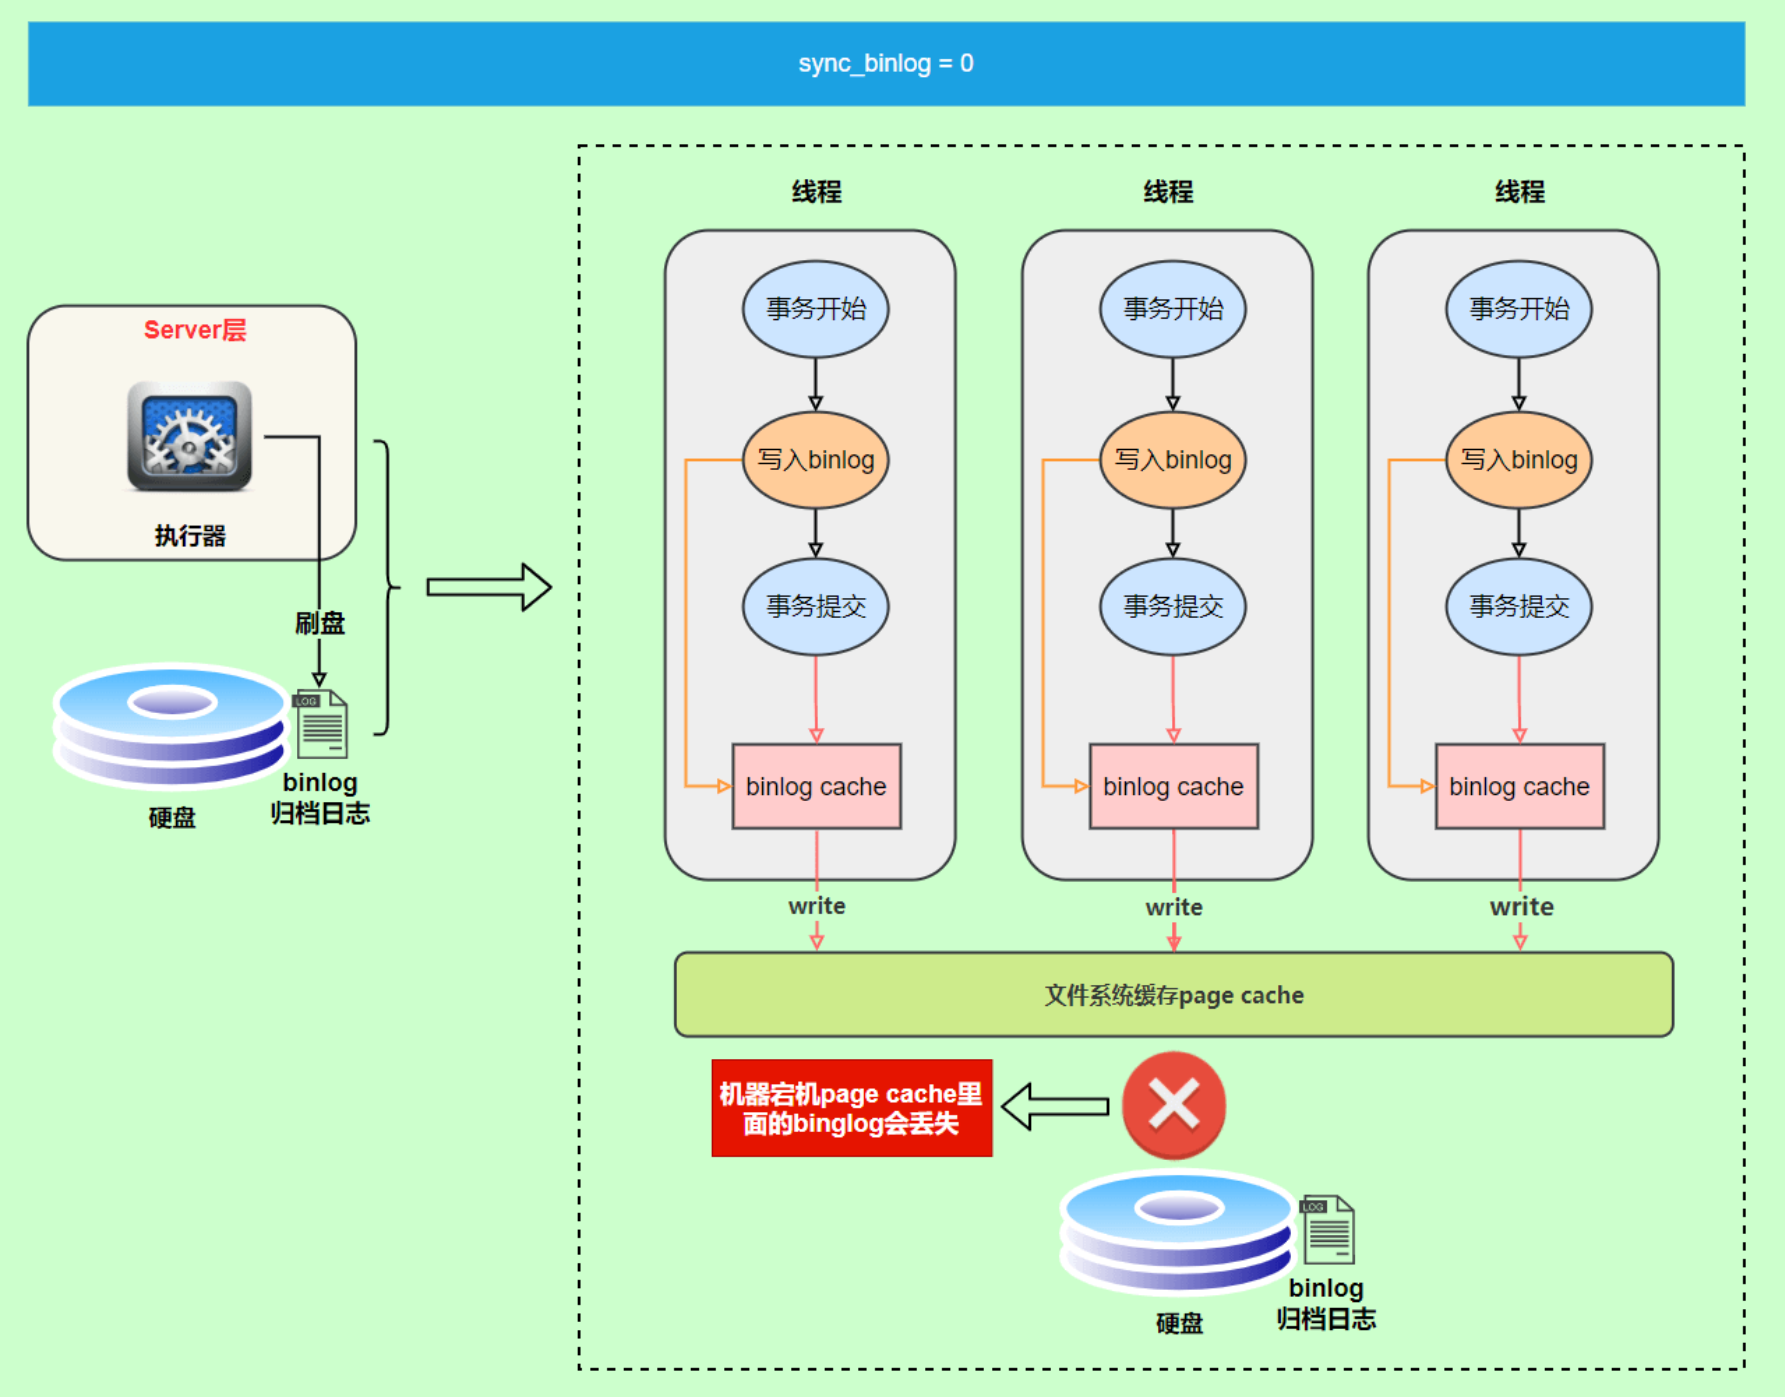 sync_binlog = 0
Server层
执行器
刷盘
LOG
binlog
归档日志
硬盘
线程
线程
线程
事务开始
事务开始
事务开始
写入binlog
写入binlog
写入binlog
事务提交
事务提交
事务提交
binlog cache
binlog cache
binlog cache
write
write
write
文件系统缓存page cache
机器宕机page cache里
面的binglog会丢失
LOG
binlog
归档日志
硬盘